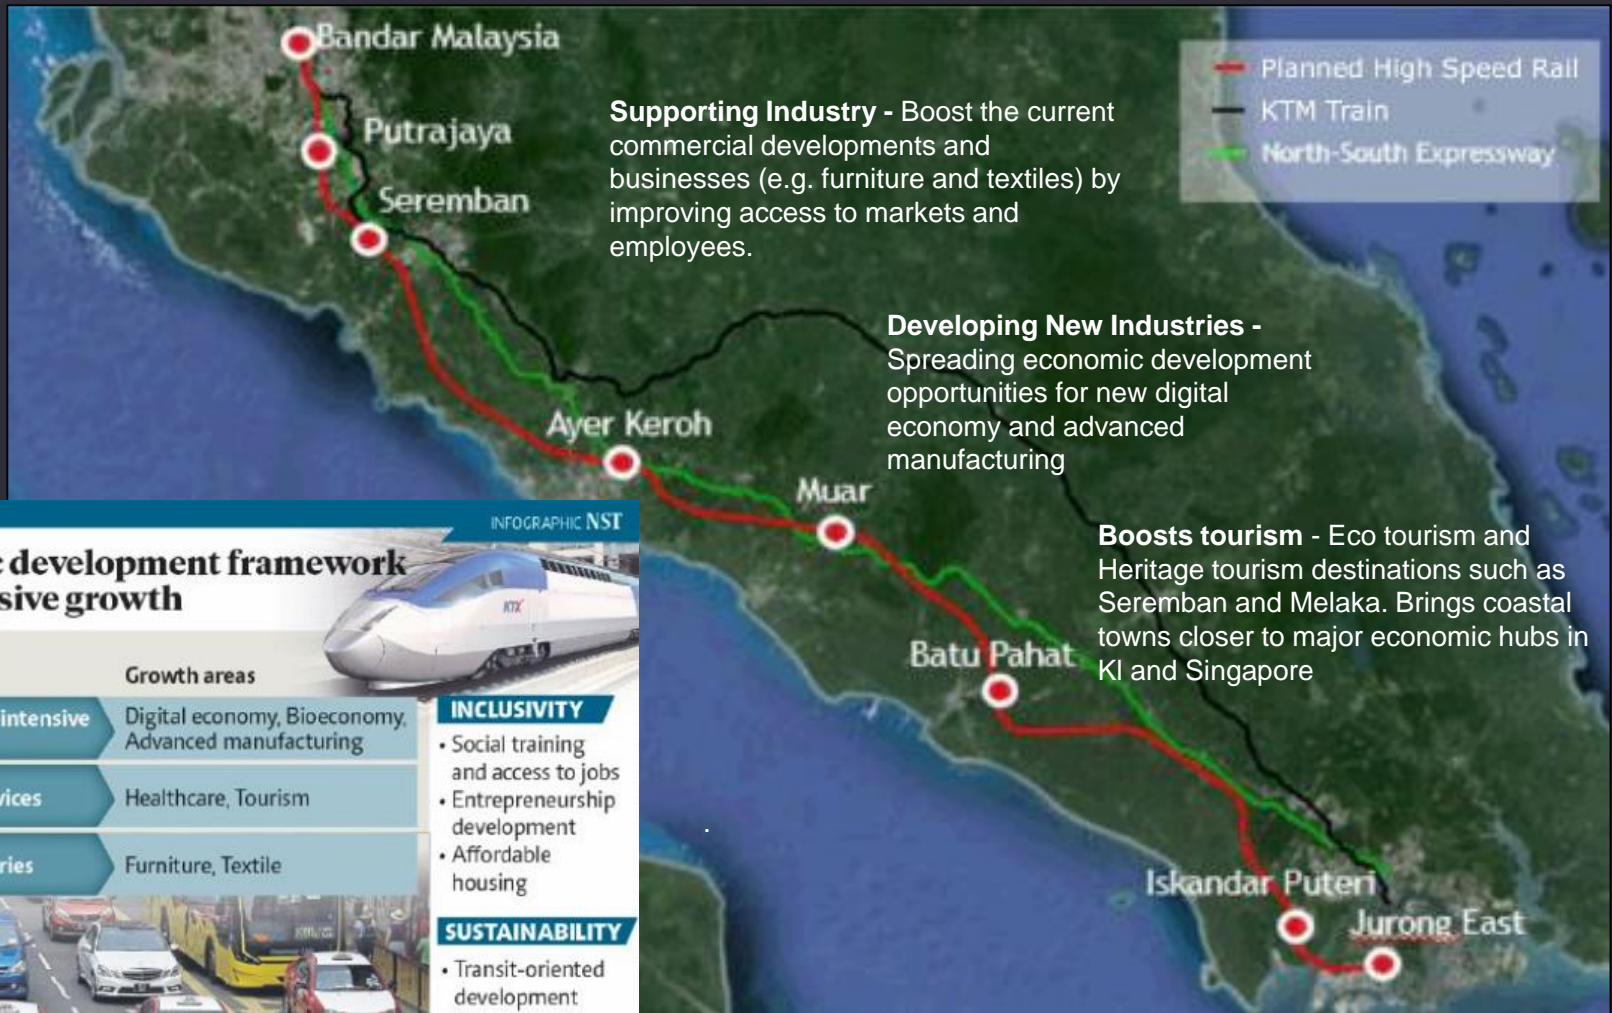 Bandar Malaysia
Putrajaya
Seremban
Planned High Speed Rail
KTM Train
North-South Expressway
Supporting Industry - Boost the current
commercial developments and
businesses (e.g. furniture and textiles) by
improving access to markets and
employees.
Developing New Industries -
Spreading economic development
opportunities for new digital
economy and advanced
manufacturing
Ayer Keroh
Muar
Boosts tourism - Eco tourism and
Heritage tourism destinations such as
Seremban and Melaka. Brings coastal
towns closer to major economic hubs in
Kl and Singapore
Batu Pahat
Iskandar Puteri
Jurong East
.
INFOGRAPHIC NST
development framework
growth
KTX
Growth areas
intensive
Digital economy, Bioeconomy,
Advanced manufacturing
Healthcare, Tourism
Furniture, Textile
INCLUSIVITY
• Social training
and access to jobs
• Entrepreneurship
development
• Affordable
housing
SUSTAINABILITY
• Transit-oriented
development